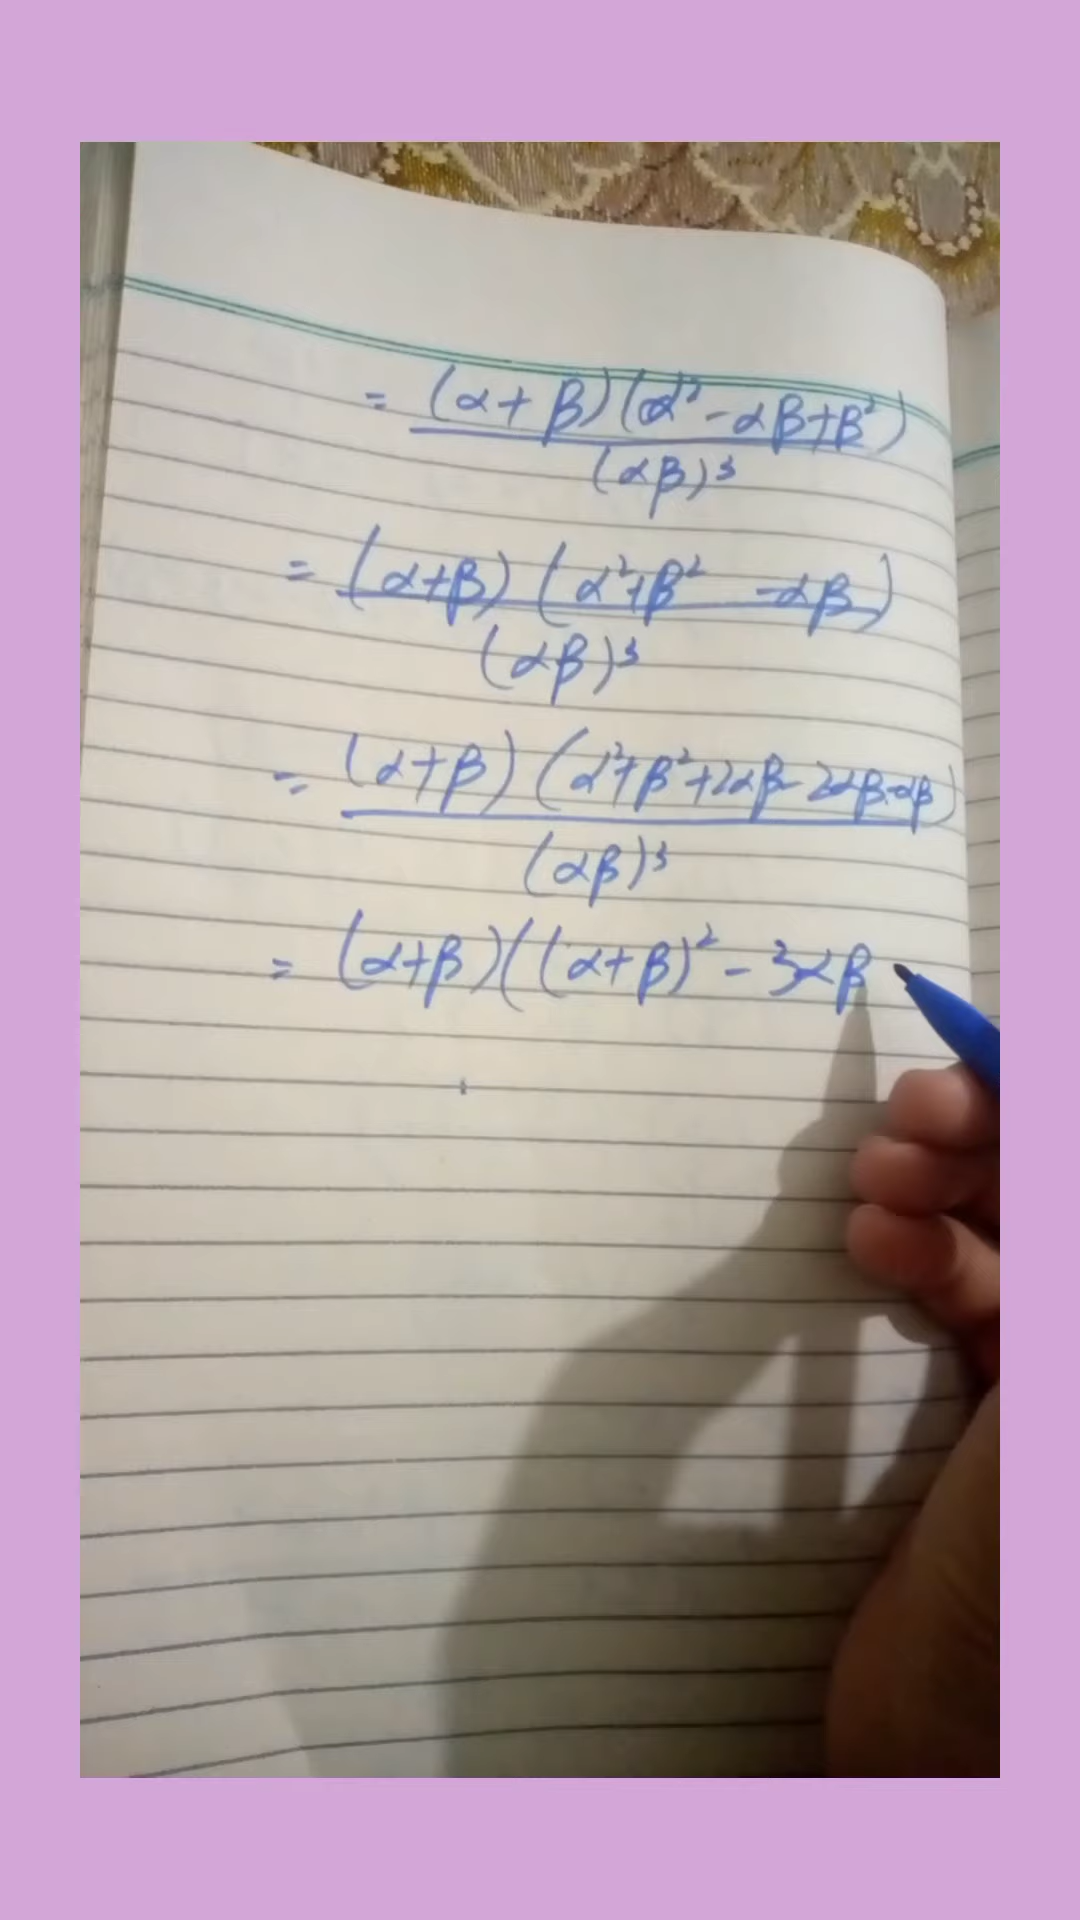 = (α+β)(α²-αβ+β²)
(αβ)³
= (α+β)(α²+β² -αβ)
(αβ)³
= (α+β)(α²+β²+2αβ-2αβ-αβ)
(αβ)³
= (α+β)((α+β)²-3αβ